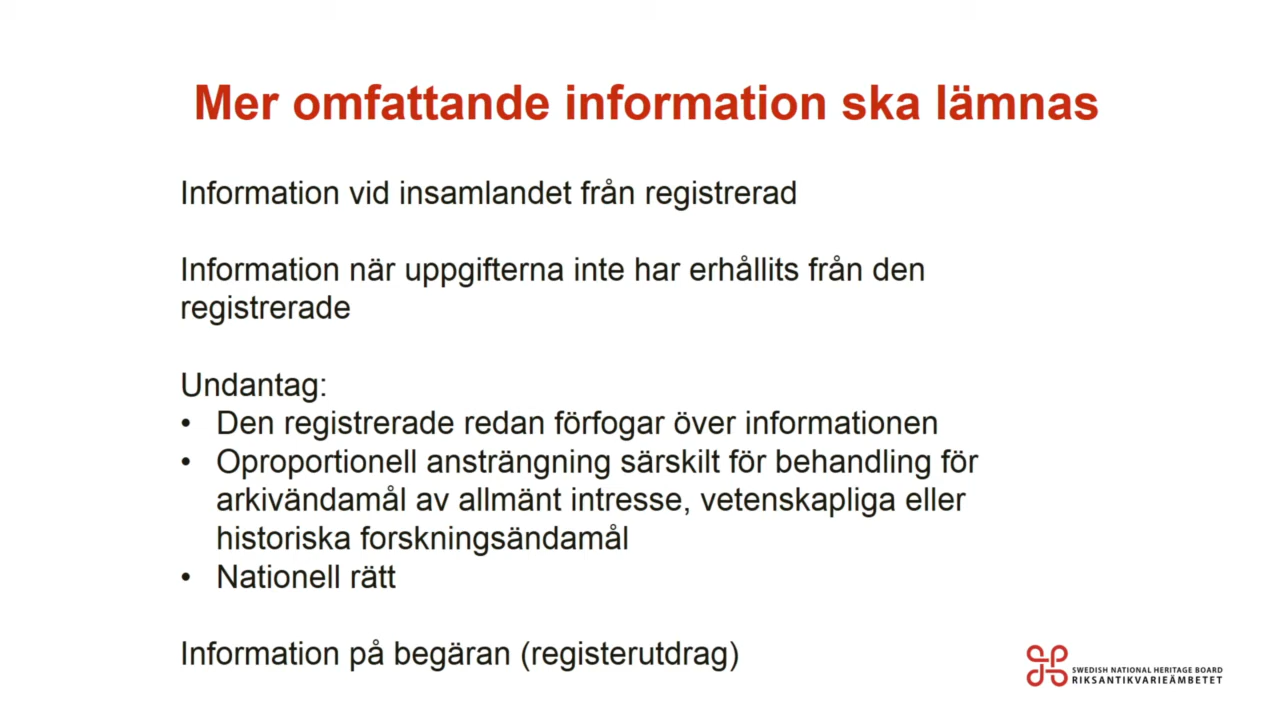 Mer omfattande information ska lämnas
Information vid insamlandet från registrerad
Information när uppgifterna inte har erhållits från den
registrerade
Undantag:
• Den registrerade redan förfogar över informationen
• Oproportionell ansträngning särskilt för behandling för
arkivändamål av allmänt intresse, vetenskapliga eller
historiska forskningsändamål
• Nationell rätt
Information på begäran (registerutdrag)
SWEDISH NATIONAL HERITAGE BOARD
RIKSANTIKVARIEÄMBETET